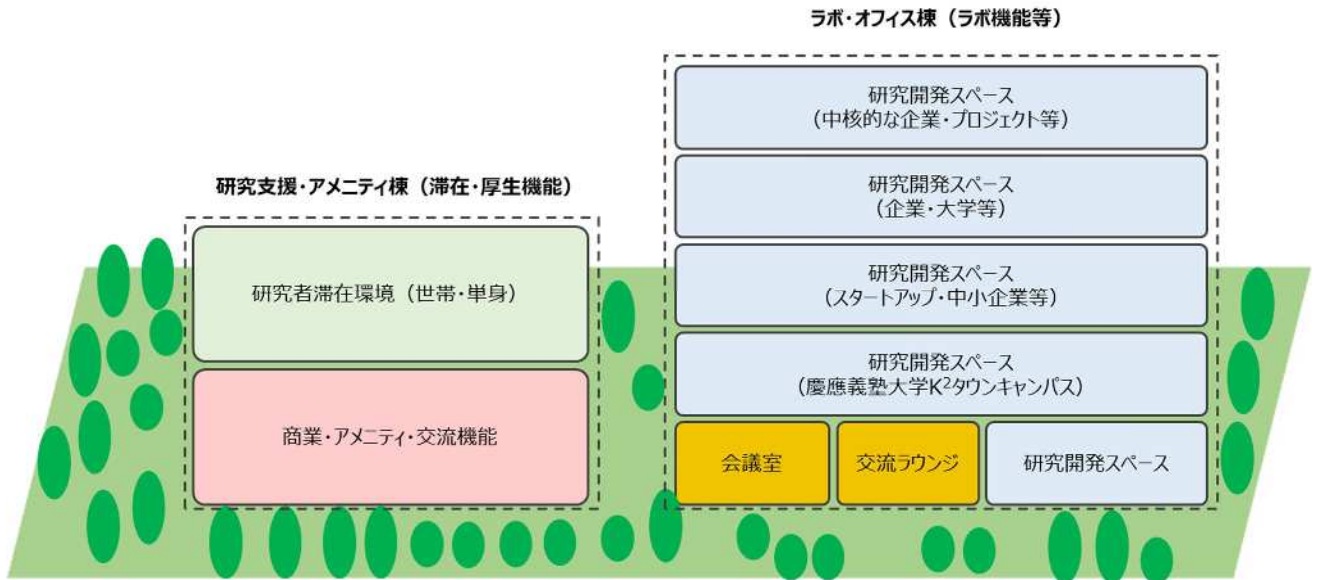 ラボ・オフィス棟（ラボ機能等）
研究開発スペース
（中核的な企業・プロジェクト等）
研究開発スペース
（企業・大学等）
研究開発スペース
（スタートアップ・中小企業等）
研究開発スペース
（慶應義塾大学K²タウンキャンパス）
会議室
交流ラウンジ
研究開発スペース
研究支援・アメニティ棟（滞在・厚生機能）
研究者滞在環境（世帯・単身）
商業・アメニティ・交流機能